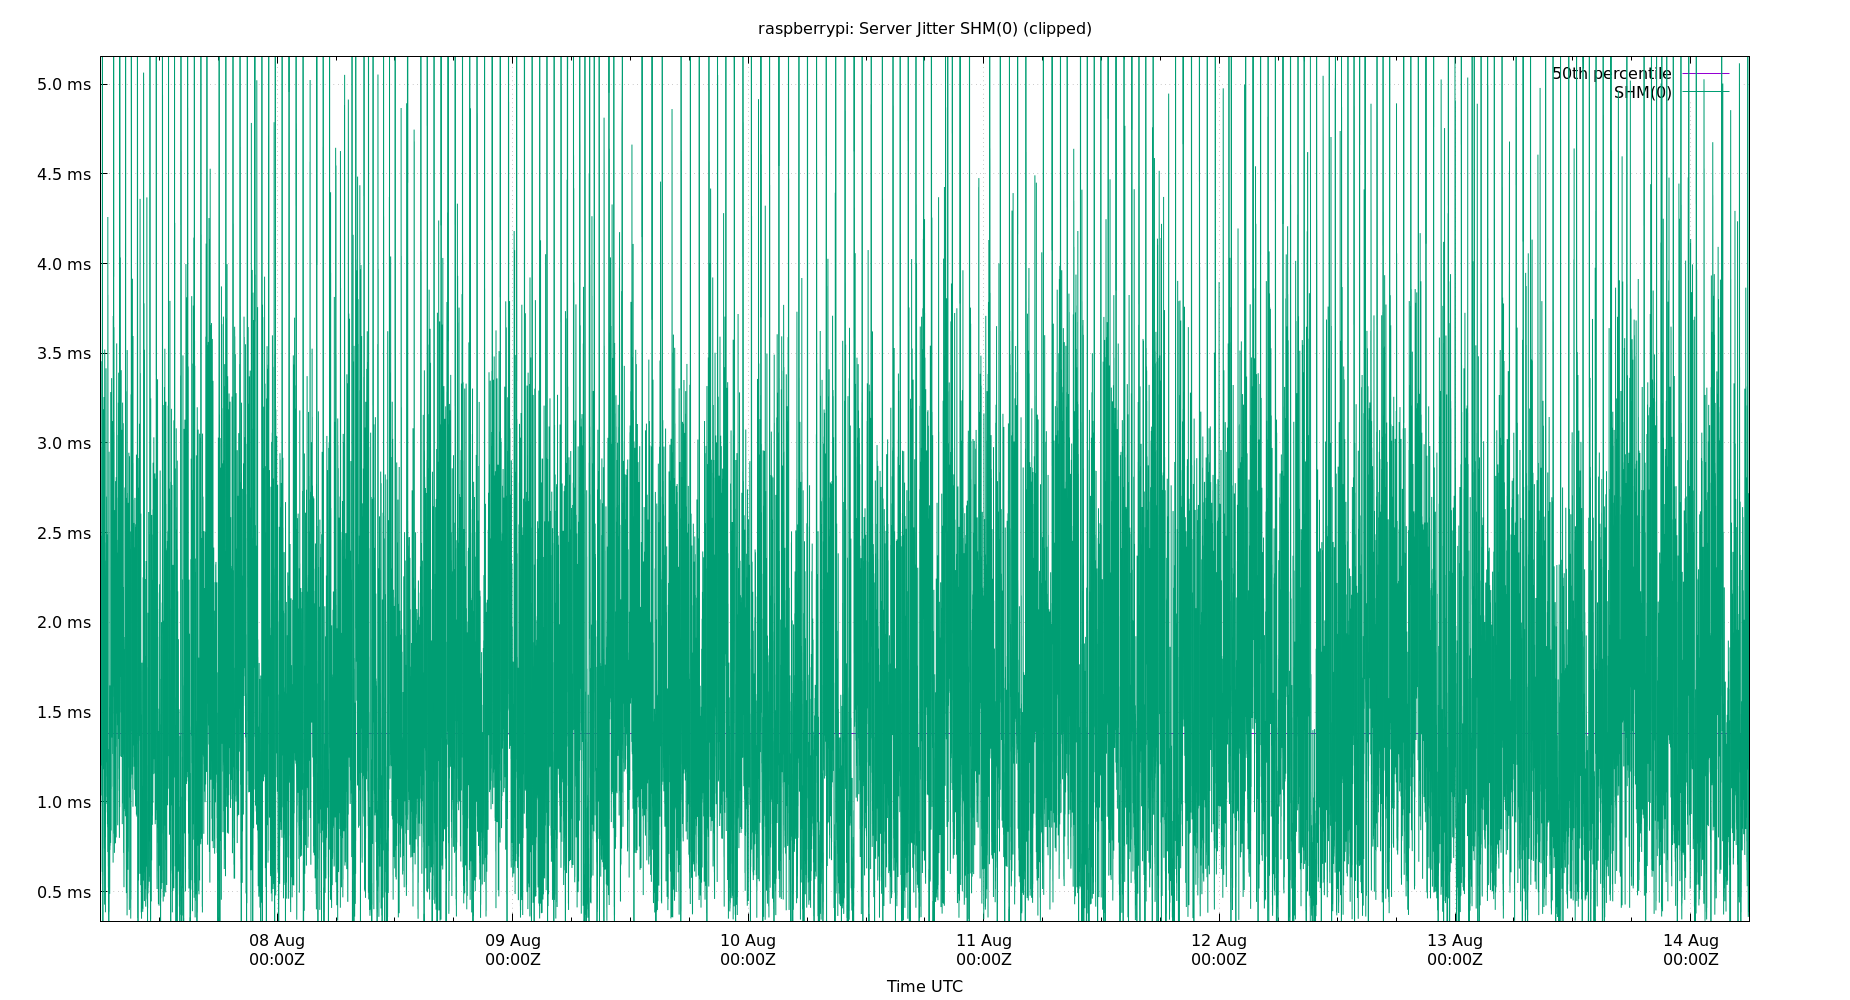 raspberrypi: Server Jitter SHM(0) (clipped)
50th percentile
SHM(0)
5.0 ms
4.5 ms
4.0 ms
3.5 ms
3.0 ms
2.5 ms
2.0 ms
1.5 ms
1.0 ms
0.5 ms
08 Aug 09 Aug 10 Aug 11 Aug 12 Aug 13 Aug 14 Aug
00:00Z 00:00Z 00:00Z 00:00Z 00:00Z 00:00Z 00:00Z
Time UTC